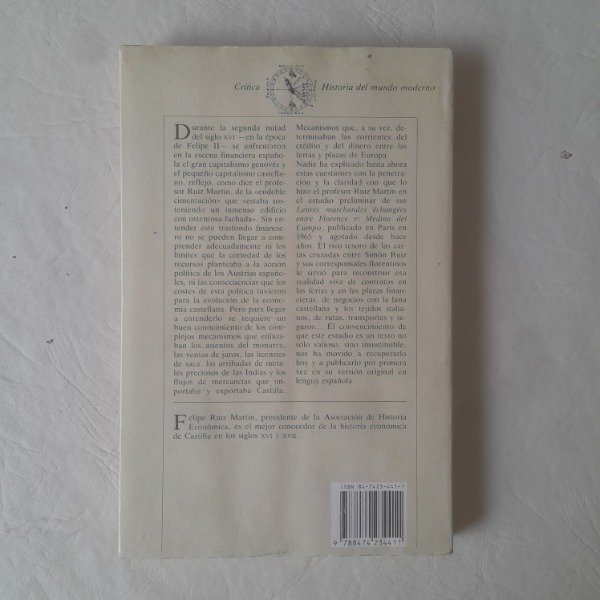 Crítica
Historia del mundo moderno
Durante la segunda mitad
del siglo XVI —en la época
de Felipe II— se enfrentaron
en la escena financiera españo-
la el gran capitalismo genovés y
el pequeño capitalismo castella-
no, reflejo, como dice el profe-
sor Ruiz Martín, de la «endeble
cimentación» que «estaba sos-
teniendo un inmenso edificio
con ostentosa fachada». Sin en-
tender este trasfondo financie-
ro no se pueden llegar a com-
prender adecuadamente ni los
límites que la cortedad de los
recursos planteaba a la acción
política de los Austrias españo-
les, ni las consecuencias que los
costes de esta política tuvieron
para la evolución de la econo-
mía castellana. Pero para llegar
a entenderlo se requiere un
buen conocimiento de los com-
plejos mecanismos que enlaza-
ban los asientos del monarca,
las ventas de juros, las licencias
de saca, las arribadas de meta-
les preciosos de las Indias y los
flujos de mercancías que im-
portaba y exportaba Castilla.
Mecanismos que, a su vez, de-
terminaban las corrientes del
crédito y del dinero entre las
ferias y plazas de Europa.
Nadie ha explicado hasta ahora
estas cuestiones con la penetra-
ción y la claridad con que lo
hizo el profesor Ruiz Martín en
el estudio preliminar de sus
Lettres marchandes échangées
entre Florence et Medina del
Campo, publicado en París en
1965 y agotado desde hace
años. El rico tesoro de las car-
tas cruzadas entre Simón Ruiz
y sus corresponsales florentinos
le sirvió para reconstruir esa
realidad viva de contratos en
las ferias y en las plazas finan-
cieras, de negocios con la lana
castellana y los tejidos italia-
nos, de rutas, transportes y se-
guros... El convencimiento de
que este estudio es un texto no
sólo valioso, sino insustituible,
nos ha movido a recuperarlo
hoy y a publicarlo por primera
vez en su versión original en
lengua española.
Felipe Ruiz Martín, presidente de la Asociación de Historia
Económica, es el mejor conocedor de la historia económica
de Castilla en los siglos XVI y XVII.
ISBN 84-7423-441-7
9 788474 234411